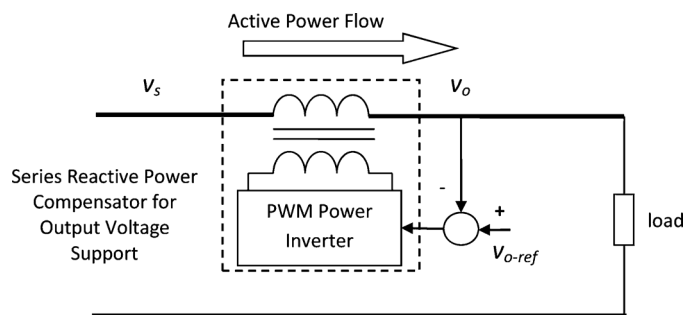 Active Power Flow
Vs
Vo
Series Reactive Power
Compensator for
Output Voltage
Support
PWM Power
Inverter
-
+
Vo-ref
load